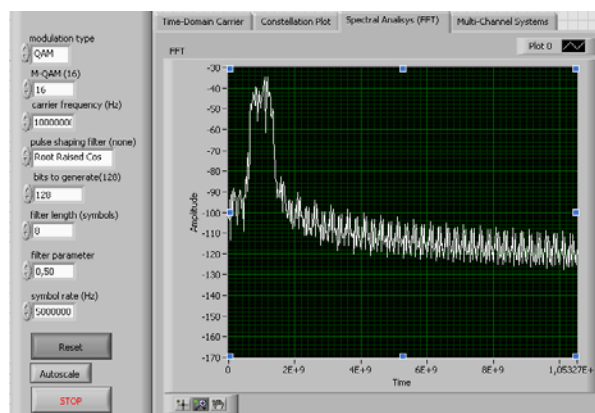 modulation type
QAM
M-QAM (16)
16
carrier frequency (Hz)
1000000
pulse shaping filter (none)
Root Raised Cos
bits to generate(128)
128
filter length (symbols)
8
filter parameter
0,50
symbol rate (Hz)
5000000
Reset
Autoscale
STOP
Time-Domain Carrier
Constellation Plot
Spectral Analisys (FFT)
Multi-Channel Systems
FFT
Plot 0
Amplitude
-30
-40
-50
-60
-70
-80
-90
-100
-110
-120
-130
-140
-150
-160
-170
0
2E+9
4E+9
6E+9
8E+9
1,05327E+
Time